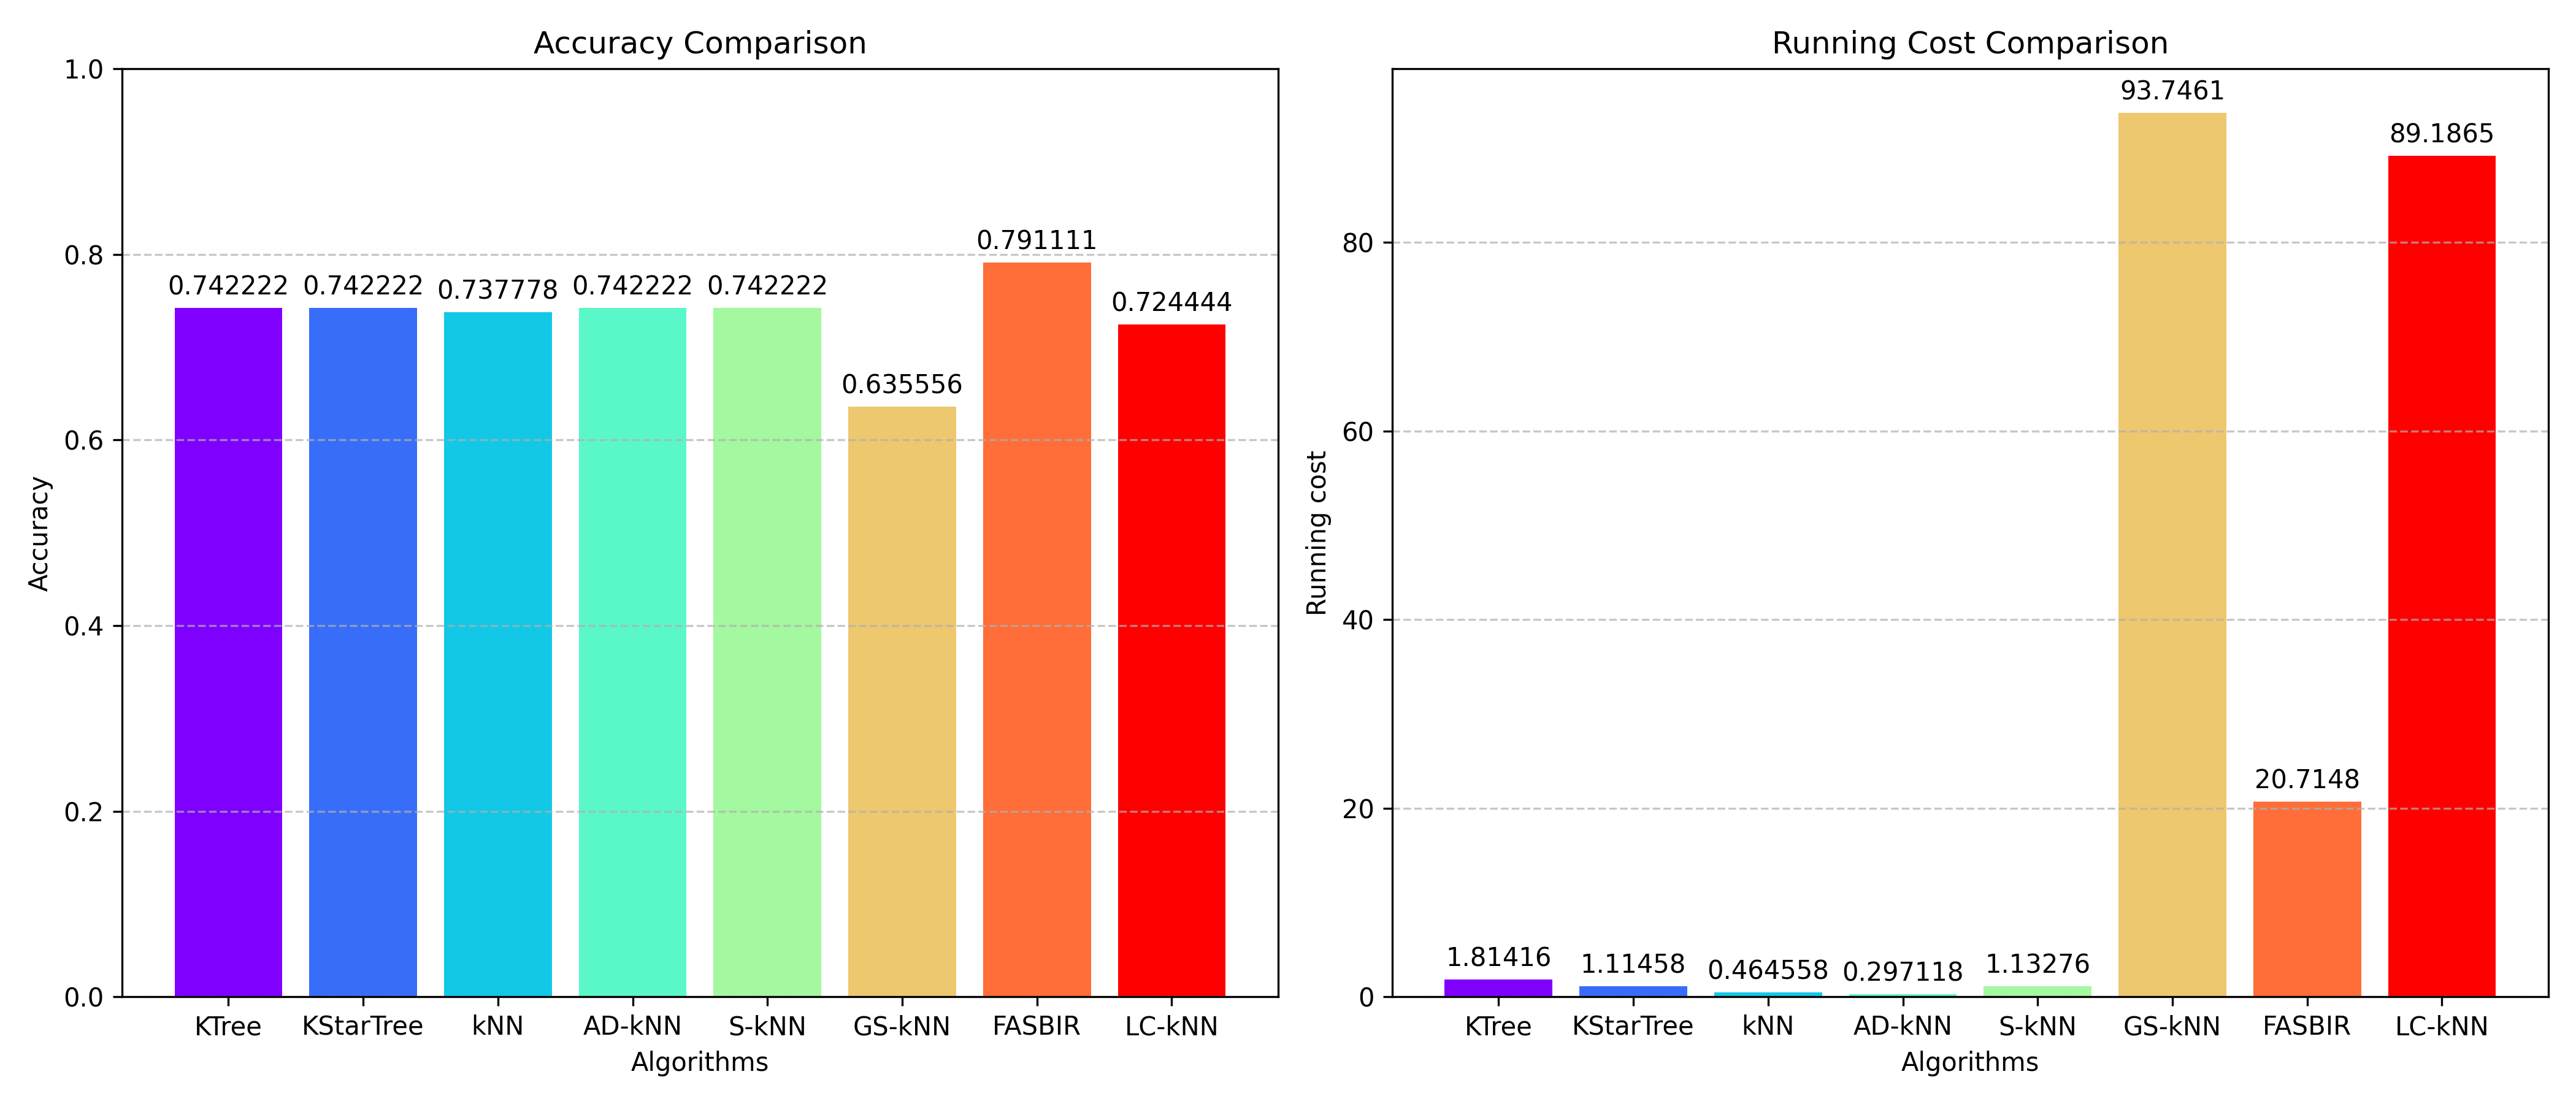 Accuracy Comparison
1.0
0.8
0.6
0.4
0.2
0.0
Accuracy
0.742222 0.742222 0.737778 0.742222 0.742222 0.635556 0.791111 0.724444
KTree KStarTree kNN AD-kNN S-kNN GS-kNN FASBIR LC-kNN
Algorithms
Running Cost Comparison
80
60
40
20
0
Running cost
1.81416 1.11458 0.464558 0.297118 1.13276 93.7461 20.7148 89.1865
KTree KStarTree kNN AD-kNN S-kNN GS-kNN FASBIR LC-kNN
Algorithms